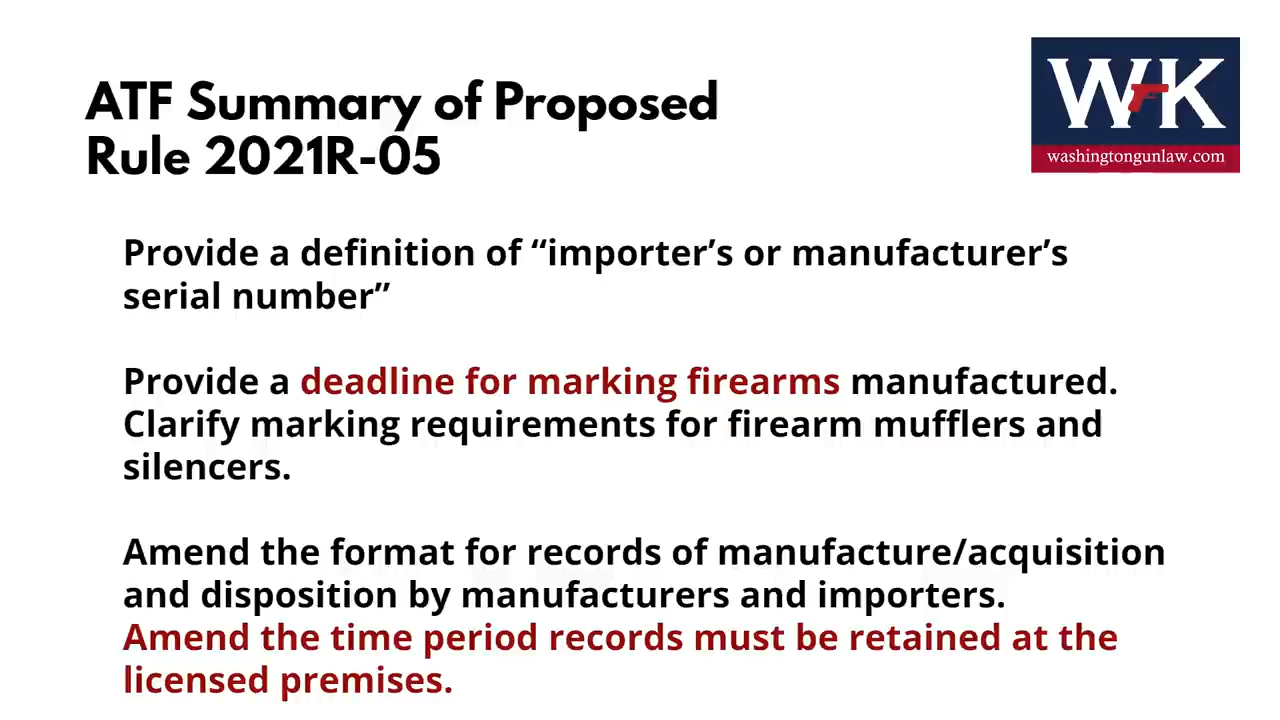 ATF Summary of Proposed
Rule 2021R-05
WK
washingtongunlaw.com
Provide a definition of “importer’s or manufacturer’s
serial number”
Provide a deadline for marking firearms manufactured.
Clarify marking requirements for firearm mufflers and
silencers.
Amend the format for records of manufacture/acquisition
and disposition by manufacturers and importers.
Amend the time period records must be retained at the
licensed premises.